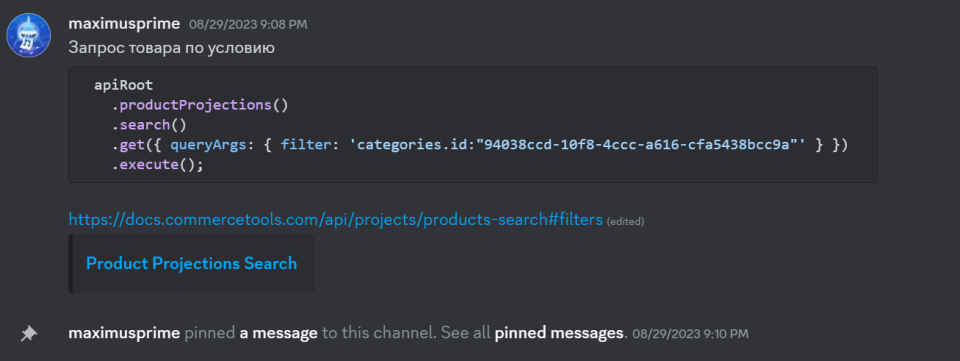 maximusprime 08/29/2023 9:08 PM
Запрос товара по условию
apiRoot
.productProjections()
.search()
.get({ queryArgs: { filter: 'categories.id:"94038ccd-10f8-4ccc-a616-cfa5438bcc9a"' } })
.execute();
https://docs.commercetools.com/api/projects/products-search#filters (edited)
Product Projections Search
maximusprime pinned a message to this channel. See all pinned messages. 08/29/2023 9:10 PM